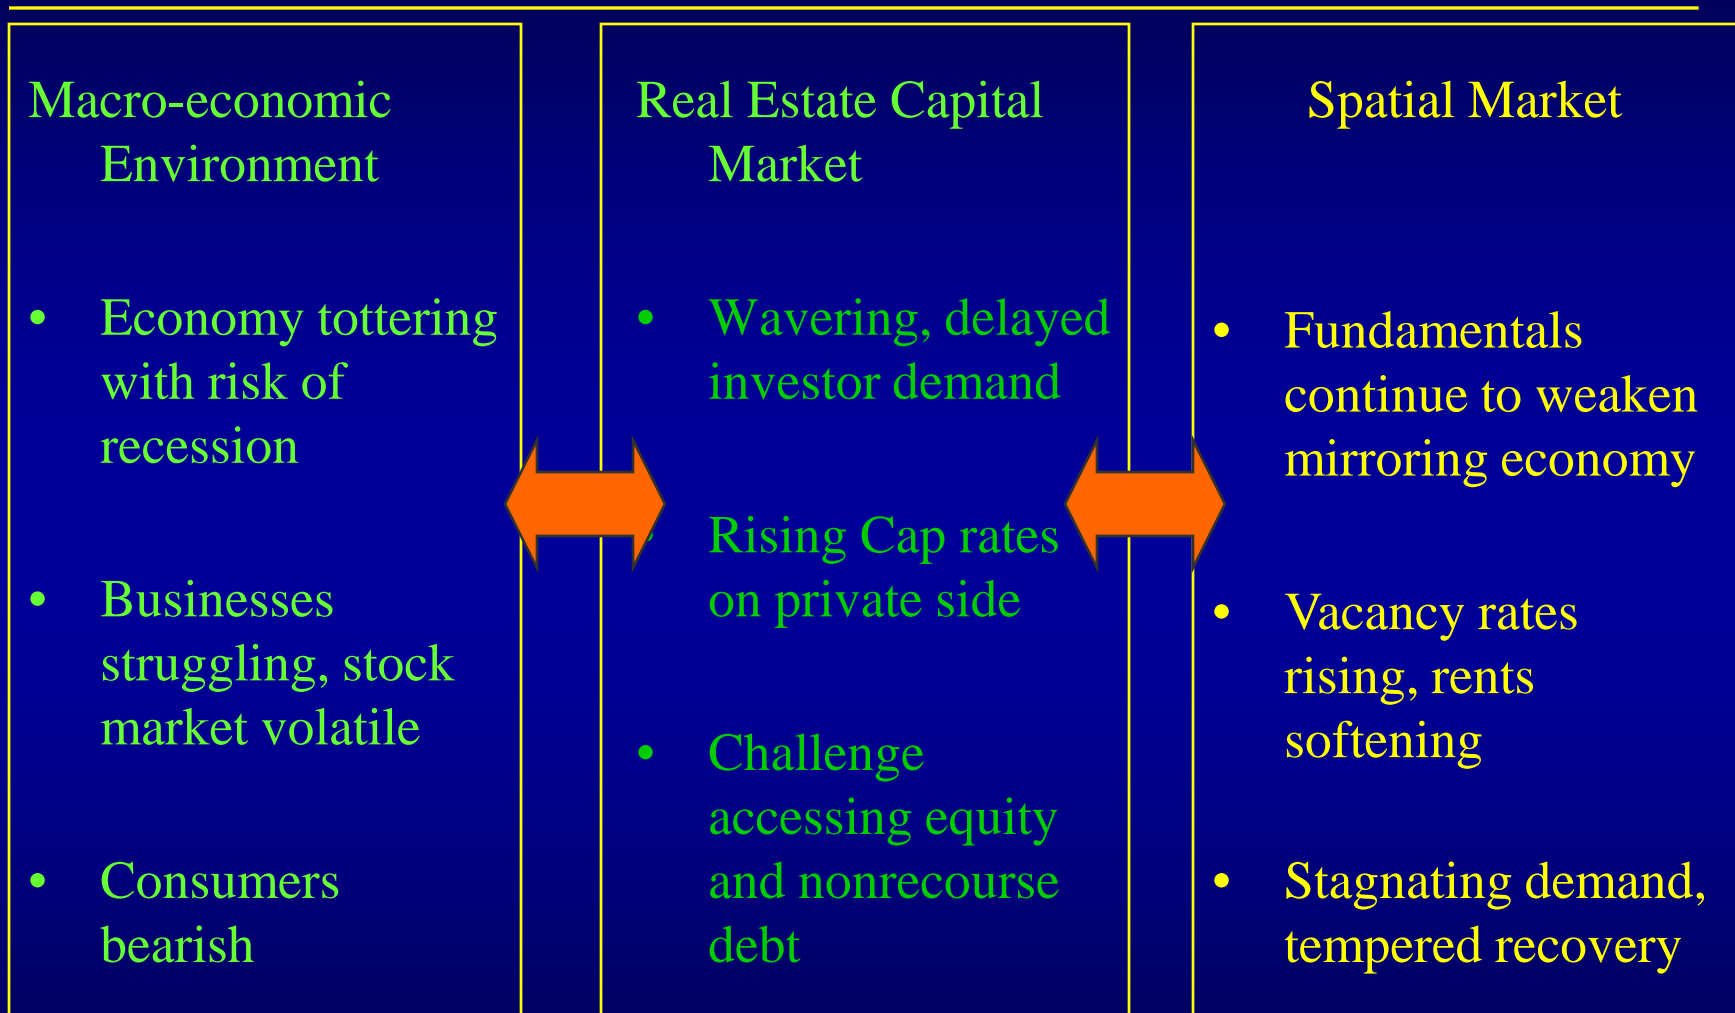 Macro-economic
Environment
• Economy tottering
with risk of
recession
• Businesses
struggling, stock
market volatile
• Consumers
bearish
Real Estate Capital
Market
• Wavering, delayed
investor demand
• Rising Cap rates
on private side
• Challenge
accessing equity
and nonrecourse
debt
Spatial Market
• Fundamentals
continue to weaken
mirroring economy
• Vacancy rates
rising, rents
softening
• Stagnating demand,
tempered recovery